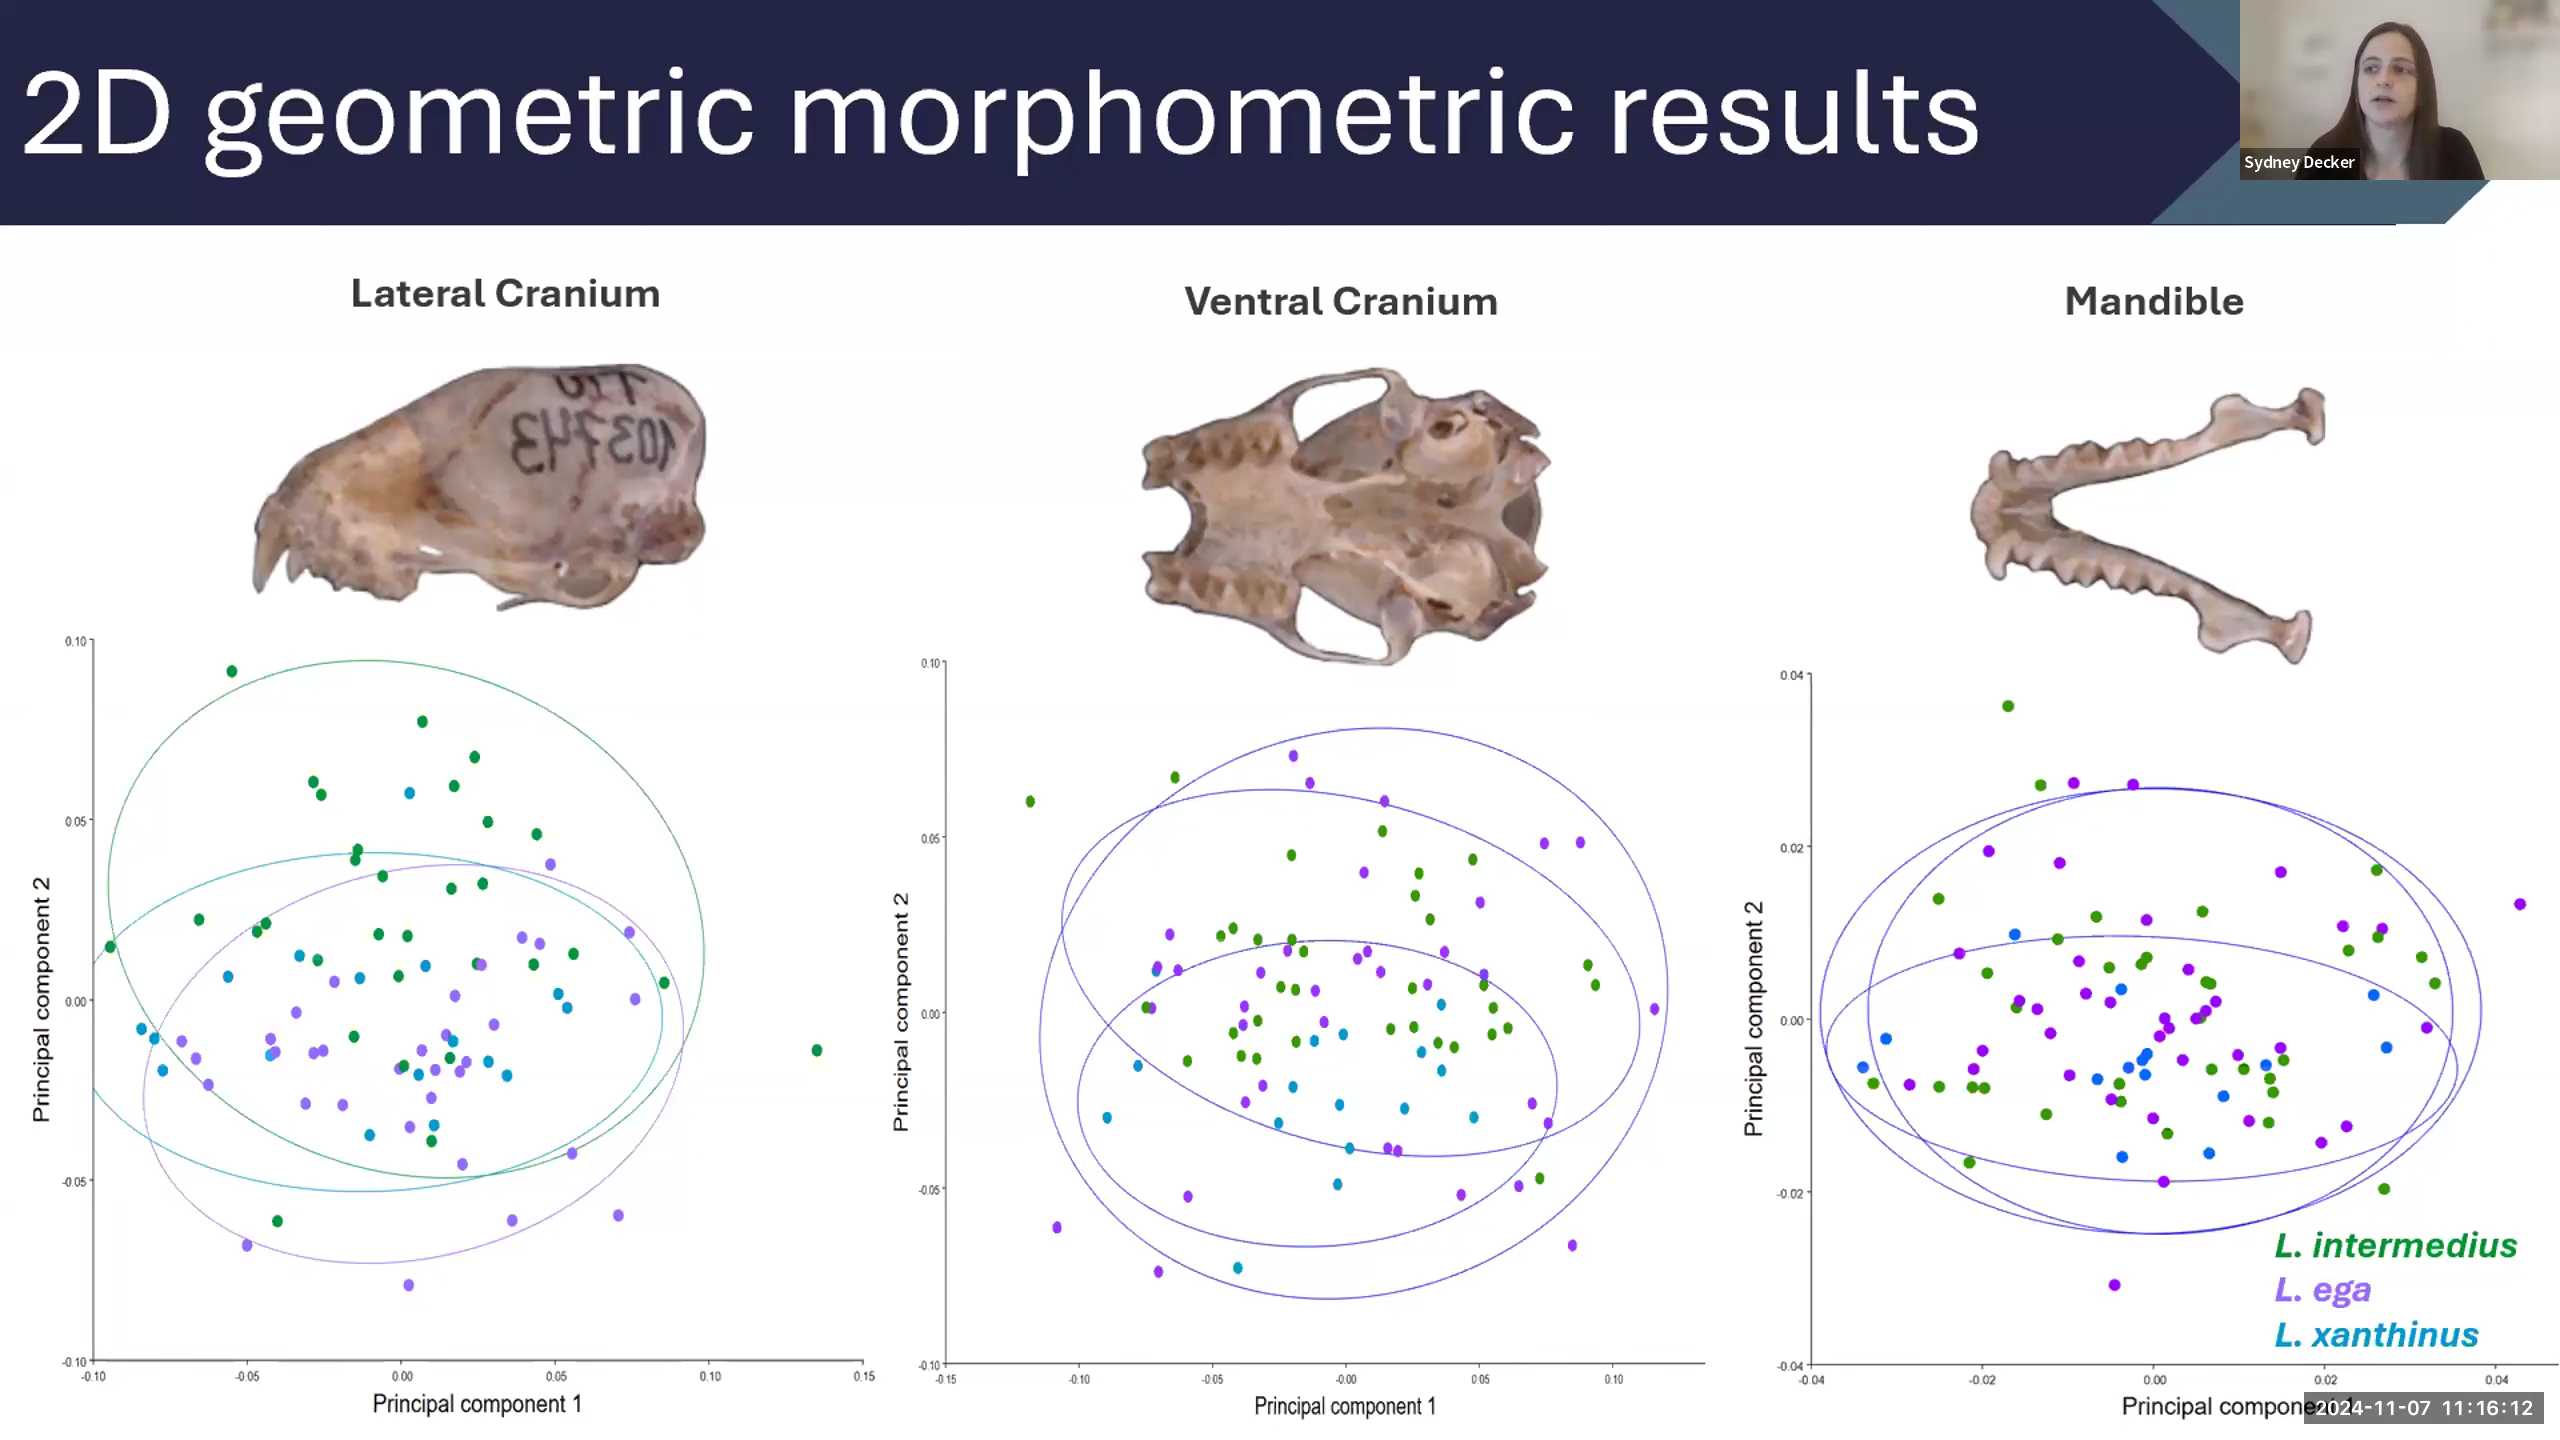 2D geometric morphometric results
Sydney Decker
Lateral Cranium
Ventral Cranium
Mandible
103743
0.10
0.05
0.00
-0.05
-0.10
Principal component 2
-0.10
-0.05
0.00
0.05
0.10
0.15
Principal component 1
0.10
0.05
0.00
-0.05
-0.10
Principal component 2
-0.15
-0.10
-0.05
-0.00
0.05
0.10
Principal component 1
0.04
0.02
0.00
-0.02
-0.04
Principal component 2
-0.04
-0.02
0.00
0.02
0.04
Principal component 1
L. intermedius
L. ega
L. xanthinus
2024-11-07 11:16:12